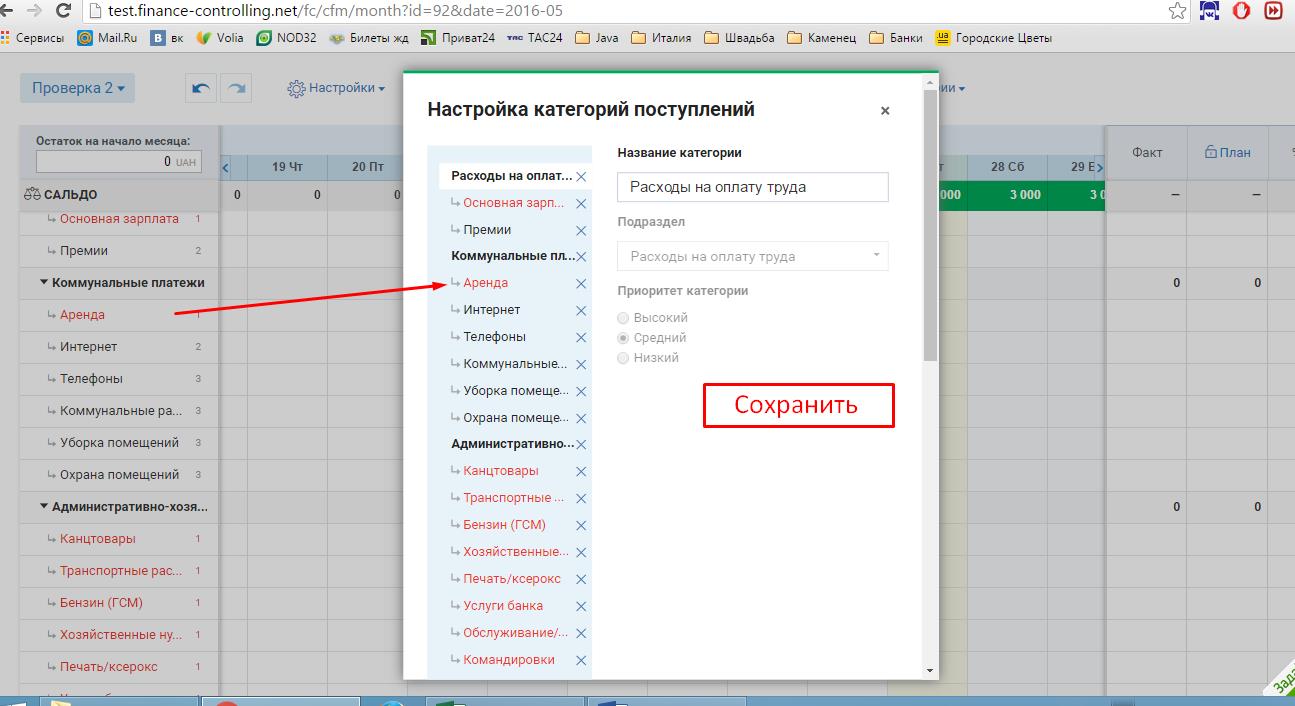 test.finance-controlling.net/fc/cfm/month?id=92&date=2016-05
Сервисы Mail.Ru вк Volia NOD32 Билеты жд Приват24 ТАС24 Java Италия Швадьба Каменец Банки Городские Цветы
Проверка 2
Настройки
ии
Остаток на начало месяца:
0 UAH
19 Чт 20 Пт
28 Сб
Факт План
САЛЬДО 0 0 0
3 000
– –
Основная зарплата 1
Премии 2
Коммунальные платежи 0 0
Аренда 1
Интернет 2
Телефоны 3
Коммунальные ра... 3
Уборка помещений 3
Охрана помещений 3
Административно-хозя... 0 0
Канцтовары 1
Транспортные рас... 1
Бензин (ГСМ) 1
Хозяйственные ну... 1
Печать/ксерокс 1
Настройка категорий поступлений
×
Расходы на оплат...
Основная зарп...
Премии
Коммунальные пл...
Аренда
Интернет
Телефоны
Коммунальные...
Уборка помеще...
Охрана помеще...
Административно...
Канцтовары
Транспортные ...
Бензин (ГСМ)
Хозяйственные...
Печать/ксерокс
Услуги банка
Обслуживание/...
Командировки
Название категории
Расходы на оплату труда
Подраздел
Расходы на оплату труда
Приоритет категории
Высокий
Средний
Низкий
Сохранить